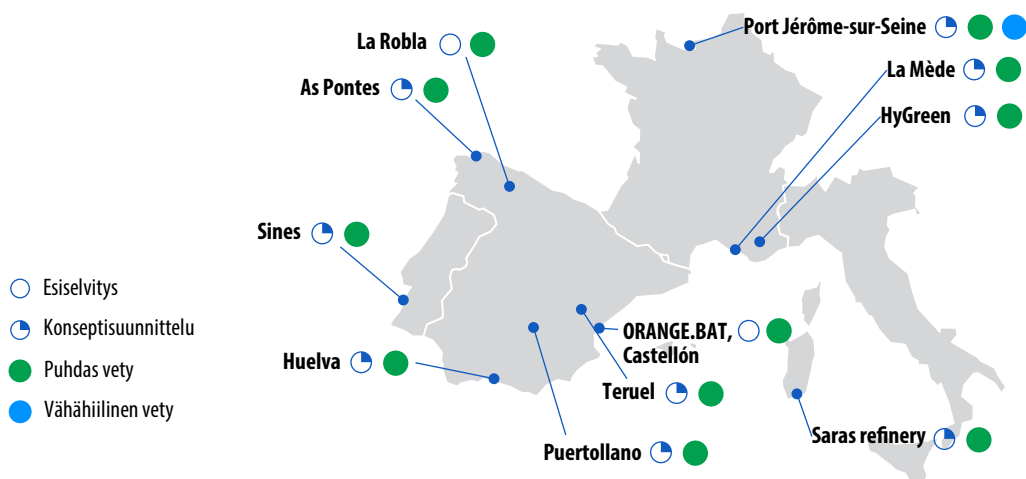 Port Jérôme-sur-Seine
La Robla
La Mède
As Pontes
HyGreen
Sines
Esiselvitys
Konseptisuunnittelu
Puhdas vety
Vähähiilinen vety
ORANGE.BAT,
Castellón
Huelva
Teruel
Saras refinery
Puertollano